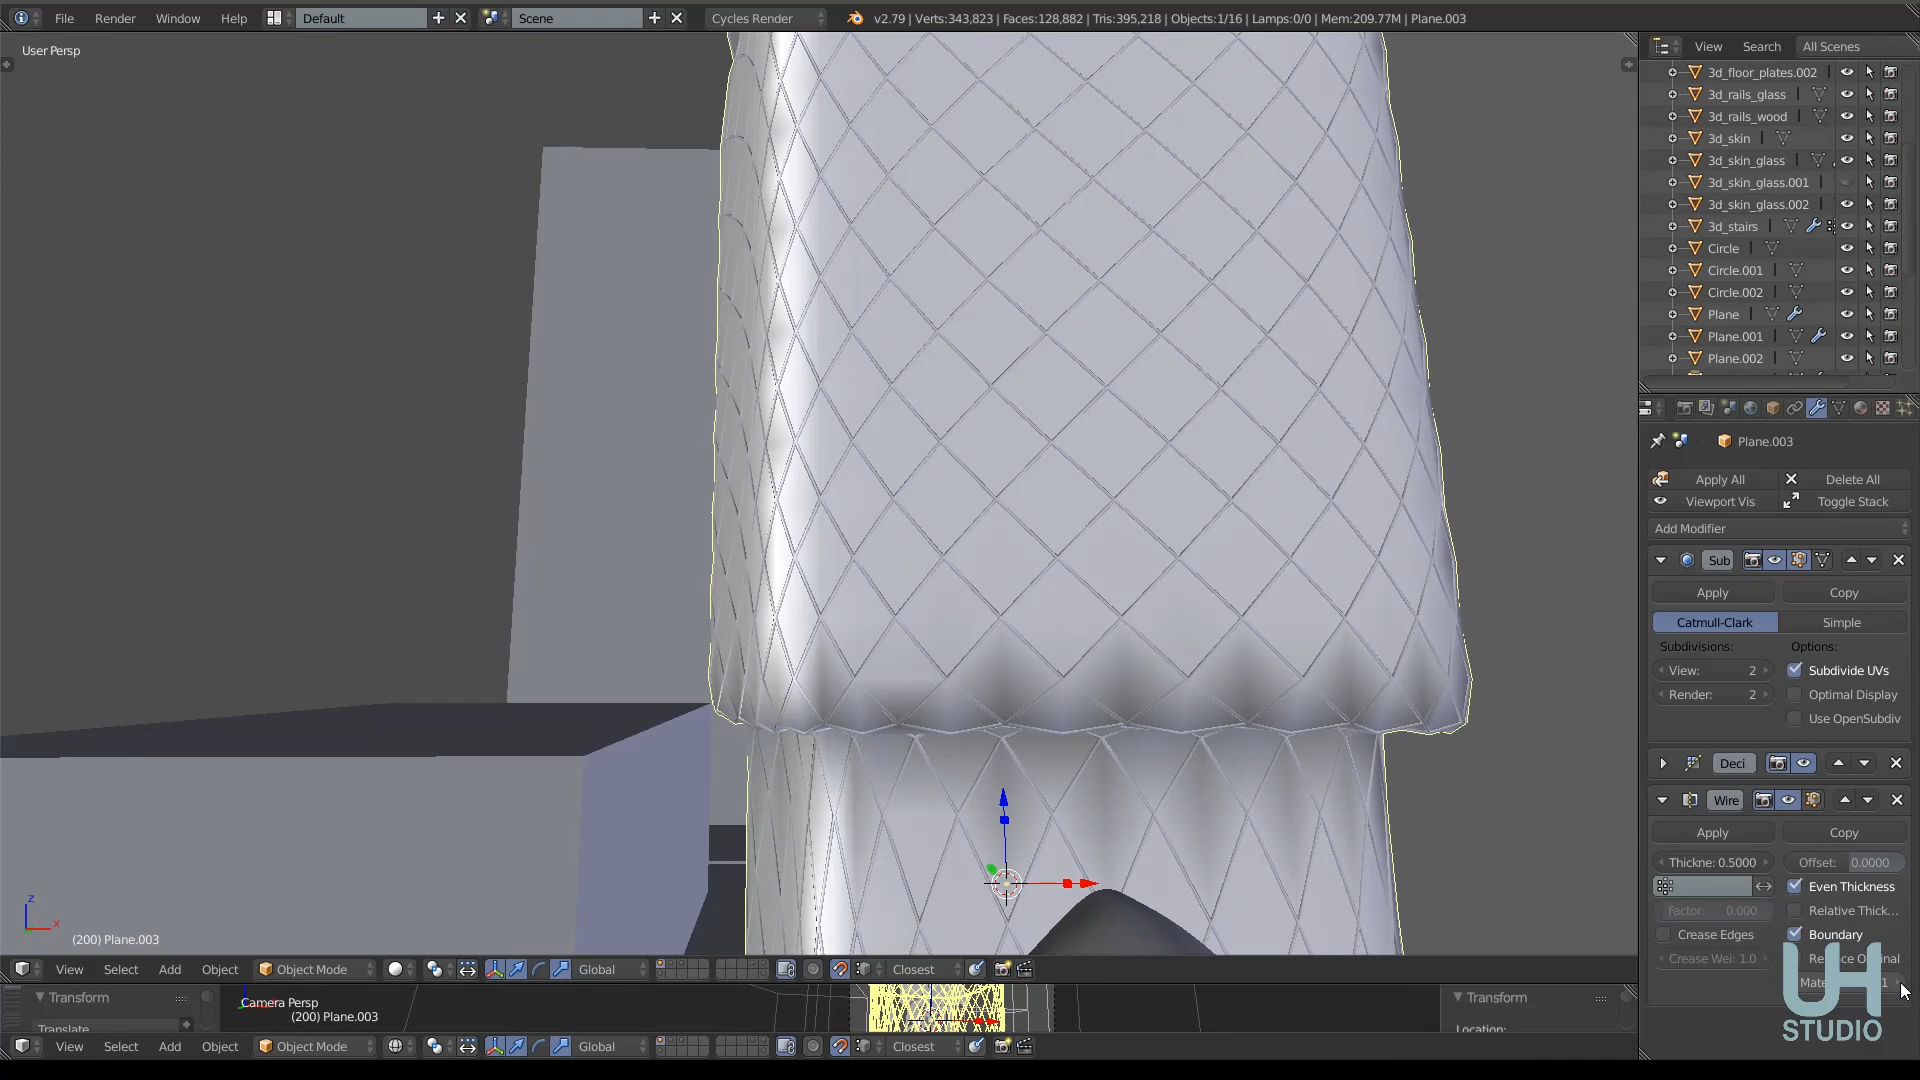 File Render Window Help Default Scene Cycles Render v2.79 | Verts:343,823 | Faces:128,882 | Tris:395,218 | Objects:1/16 | Lamps:0/0 | Mem:209.77M | Plane.003
User Persp
View Search All Scenes
3d_floor_plates.002
3d_rails_glass
3d_rails_wood
3d_skin
3d_skin_glass
3d_skin_glass.001
3d_skin_glass.002
3d_stairs
Circle
Circle.001
Circle.002
Plane
Plane.001
Plane.002
Plane.003
Apply All Delete All
Viewport Vis Toggle Stack
Add Modifier
Sub
Apply Copy
Catmull-Clark Simple
Subdivisions: Options:
View: 2 Subdivide UVs
Render: 2 Optimal Display
Use OpenSubdiv
Deci
Wire
Apply Copy
Thickne: 0.5000 Offset: 0.0000
Even Thickness
Factor: 0.000 Relative Thick...
Crease Edges Boundary
Crease Wei: 1.0
z
x
(200) Plane.003
View Select Add Object Object Mode Global Closest
Transform
Translate
Camera Persp
(200) Plane.003
Transform
Location:
View Select Add Object Object Mode Global Closest
UH
STUDIO